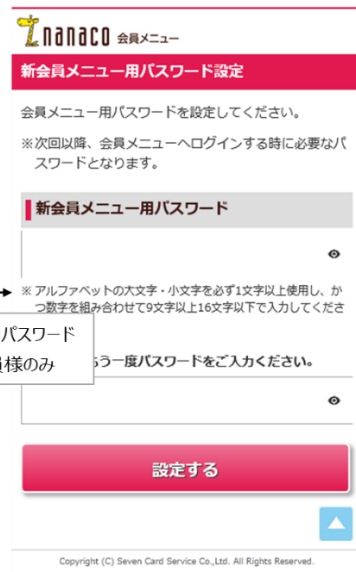 nanaco 会員メニュー
新会員メニュー用パスワード設定
会員メニュー用パスワードを設定してください。
※次回以降、会員メニューへログインする時に必要なパ
スワードとなります。
新会員メニュー用パスワード
※ アルファベットの大文字・小文字を必ず1文字以上使用し、か
つ数字を組み合わせて9文字以上16文字以下で入力してくださ
パスワード
様のみ
う一度パスワードをご入力ください。
設定する
Copyright (C) Seven Card Service Co.,Ltd. All Rights Reserved.